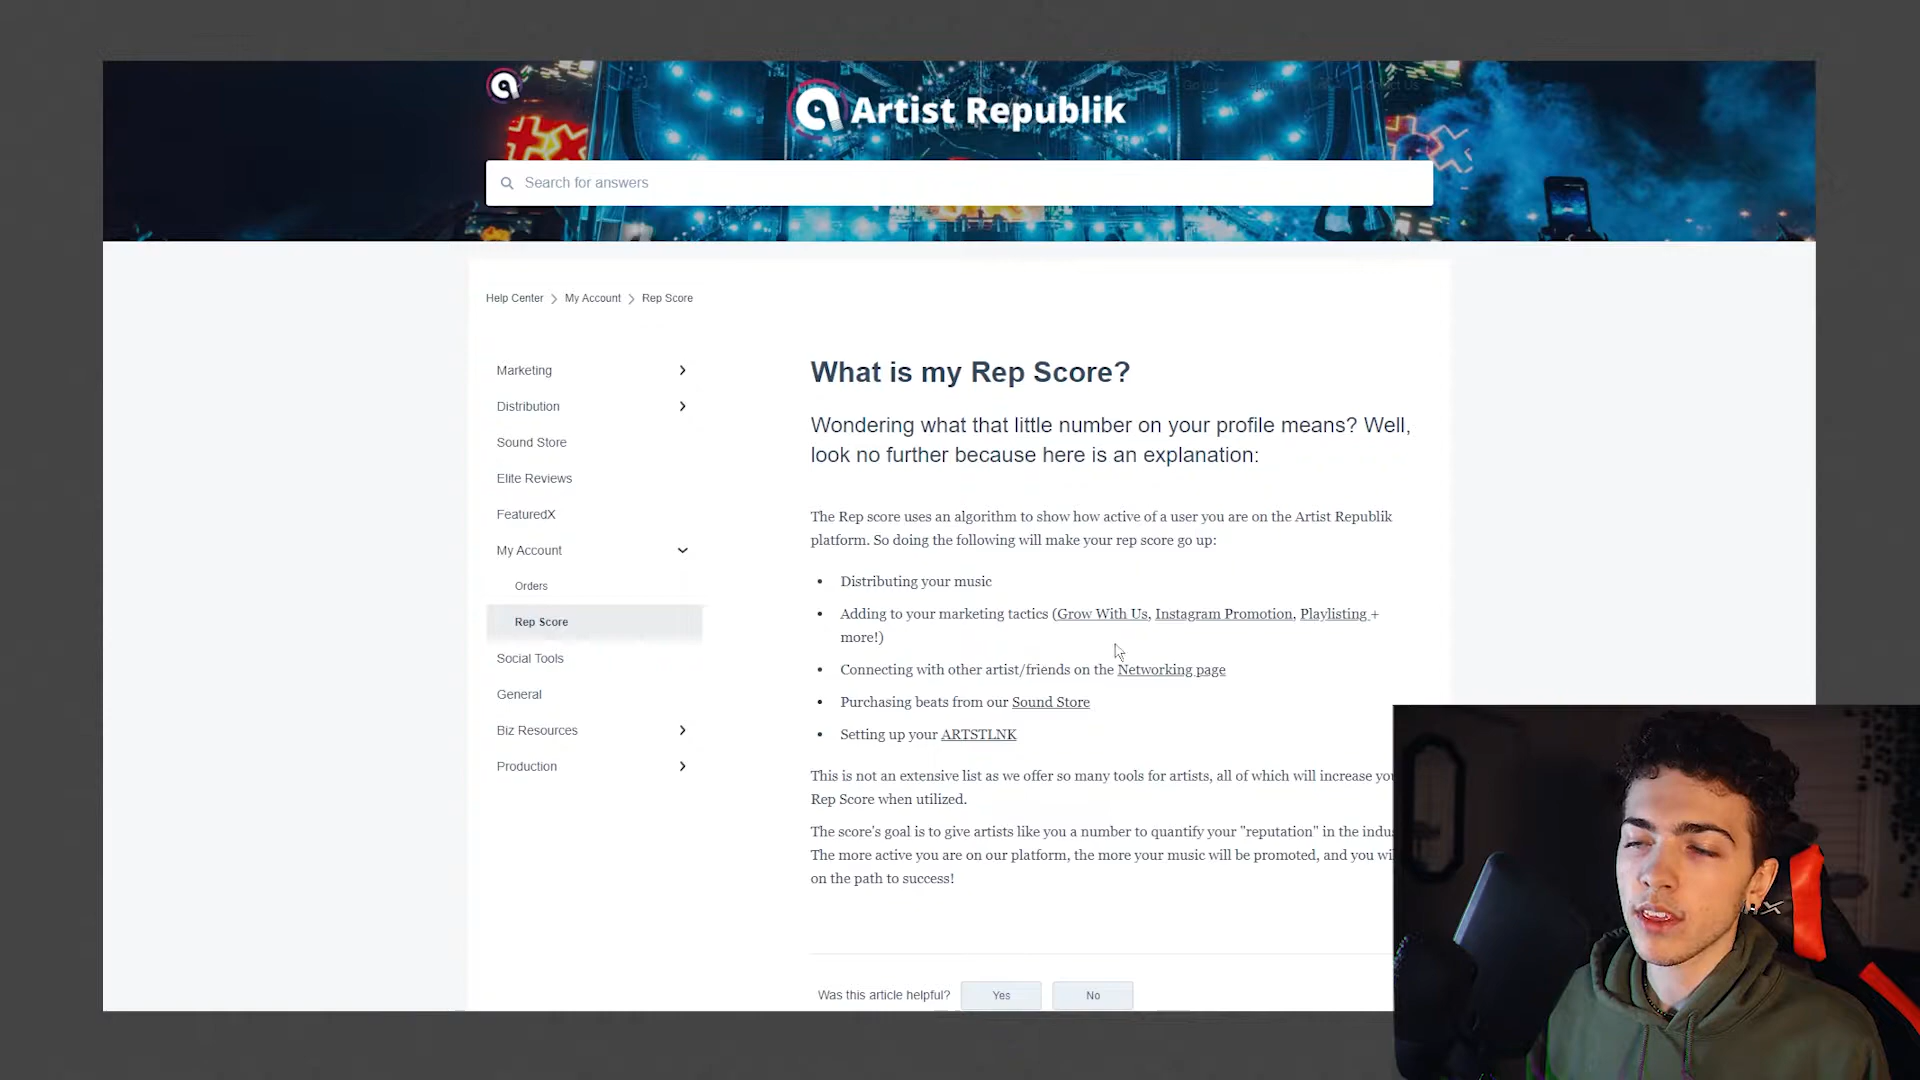 Artist Republik
Search for answers
Help Center > My Account > Rep Score
Marketing
Distribution
Sound Store
Elite Reviews
FeaturedX
My Account
Orders
Rep Score
Social Tools
General
Biz Resources
Production
What is my Rep Score?
Wondering what that little number on your profile means? Well,
look no further because here is an explanation:
The Rep score uses an algorithm to show how active of a user you are on the Artist Republik
platform. So doing the following will make your rep score go up:
• Distributing your music
• Adding to your marketing tactics (Grow With Us, Instagram Promotion, Playlisting +
more!)
• Connecting with other artist/friends on the Networking page
• Purchasing beats from our Sound Store
• Setting up your ARTSTLNK
This is not an extensive list as we offer so many tools for artists, all of which will increase
Rep Score when utilized.
The score's goal is to give artists like you a number to quantify your "reputation" in the
The more active you are on our platform, the more your music will be promoted, and you
on the path to success!
Was this article helpful? Yes No